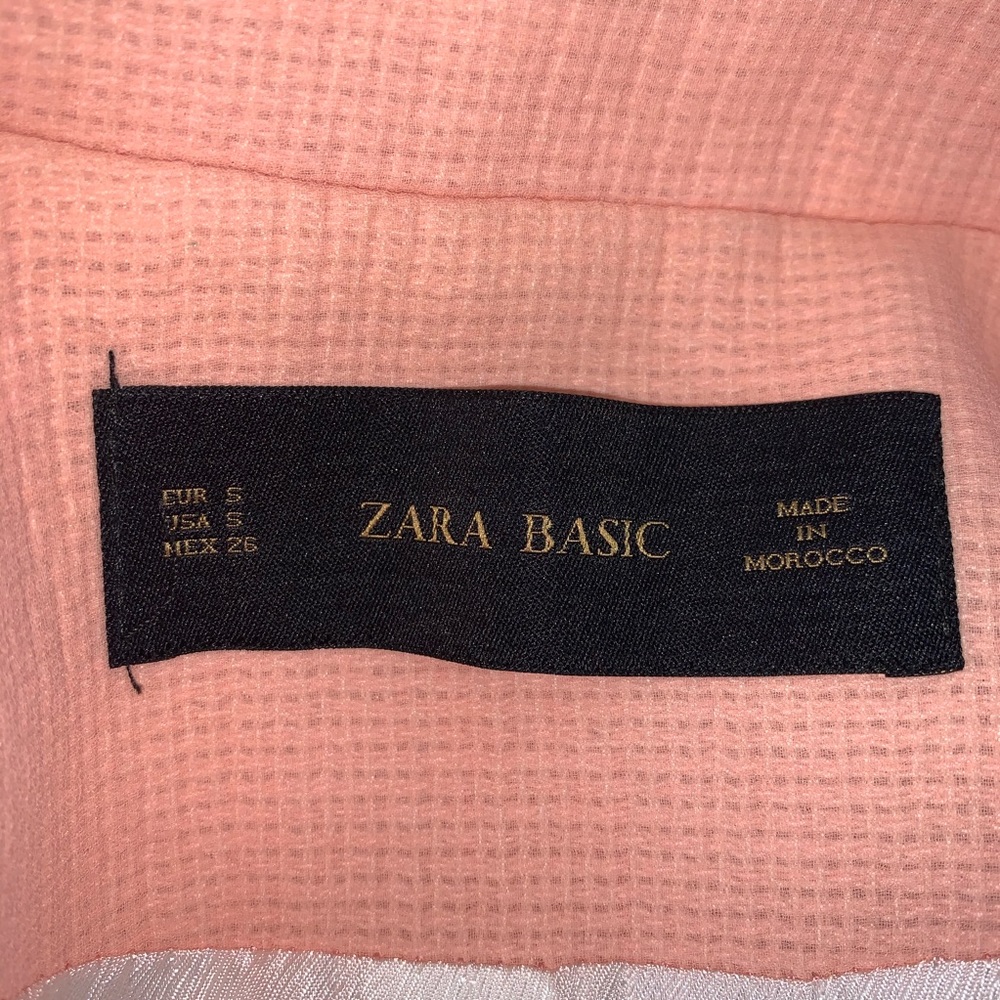 EUR S
USA S
MEX 26
ZARA BASIC
MADE
IN
MOROCCO